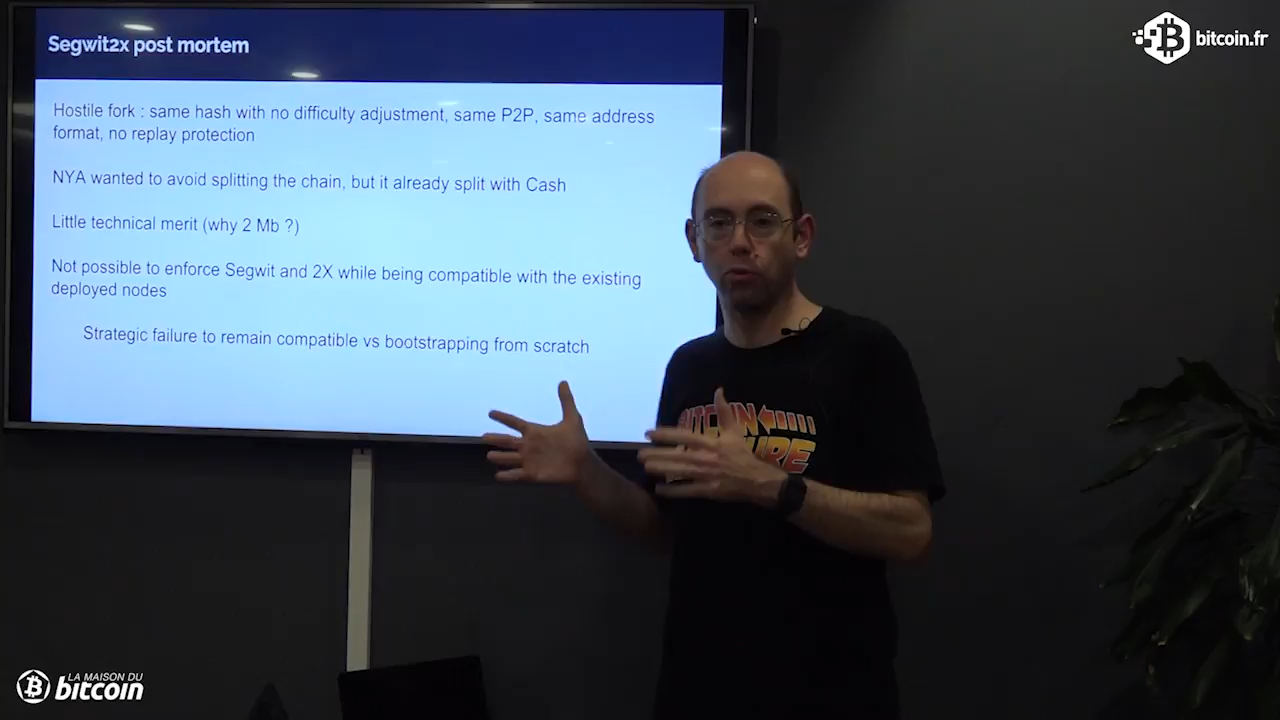 Segwit2x post mortem
bitcoin.fr
Hostile fork : same hash with no difficulty adjustment, same P2P, same address
format, no replay protection
NYA wanted to avoid splitting the chain, but it already split with Cash
Little technical merit (why 2 Mb ?)
Not possible to enforce Segwit and 2X while being compatible with the existing
deployed nodes
Strategic failure to remain compatible vs bootstrapping from scratch
LA MAISON DU
bitcoin